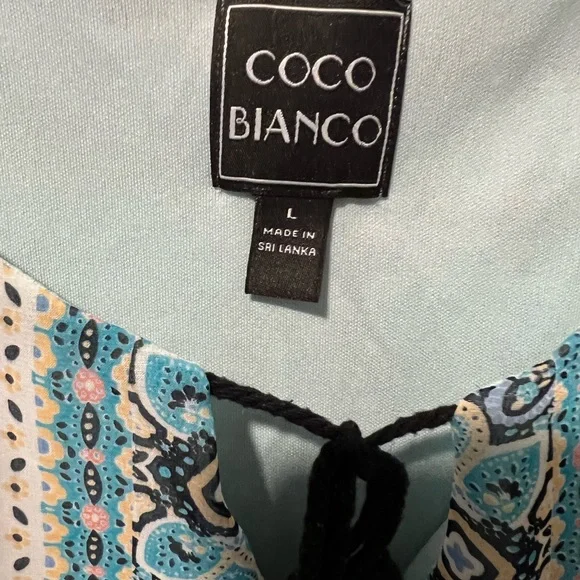 COCO
BIANCO
L
MADE IN
SRI LANKA